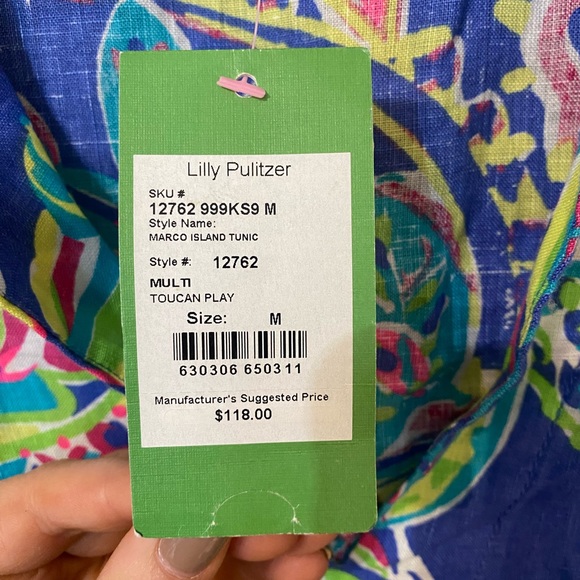 Lilly Pulitzer
SKU #
12762 999KS9 M
Style Name:
MARCO ISLAND TUNIC
Style #: 12762
MULTI
TOUCAN PLAY
Size: M
630306 650311
Manufacturer's Suggested Price
$118.00